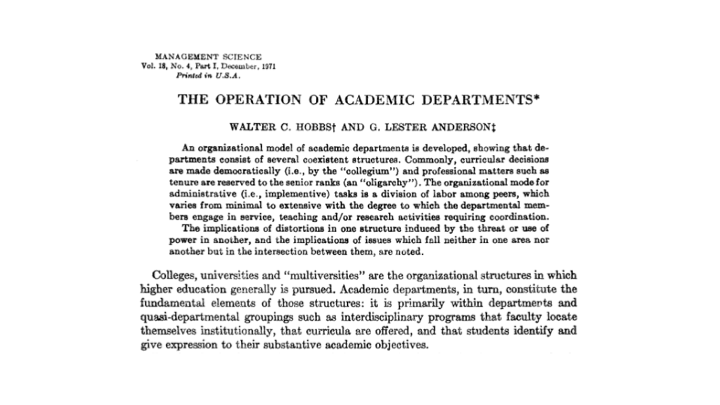 MANAGEMENT SCIENCE
Vol. 18, No. 4, Part I, December, 1971
Printed in U.S.A.
THE OPERATION OF ACADEMIC DEPARTMENTS*
WALTER C. HOBBS† AND G. LESTER ANDERSON‡
An organizational model of academic departments is developed, showing that de-
partments consist of several coexistent structures. Commonly, curricular decisions
are made democratically (i.e., by the “collegium”) and professional matters such as
tenure are reserved to the senior ranks (an “oligarchy”). The organizational mode for
administrative (i.e., implementive) tasks is a division of labor among peers, which
varies from minimal to extensive with the degree to which the departmental mem-
bers engage in service, teaching and/or research activities requiring coordination.
The implications of distortions in one structure induced by the threat or use of
power in another, and the implications of issues which fall neither in one area nor
another but in the intersection between them, are noted.
Colleges, universities and “multiversities” are the organizational structures in which
higher education generally is pursued. Academic departments, in turn, constitute the
fundamental elements of those structures: it is primarily within departments and
quasi-departmental groupings such as interdisciplinary programs that faculty locate
themselves institutionally, that curricula are offered, and that students identify and
give expression to their substantive academic objectives.